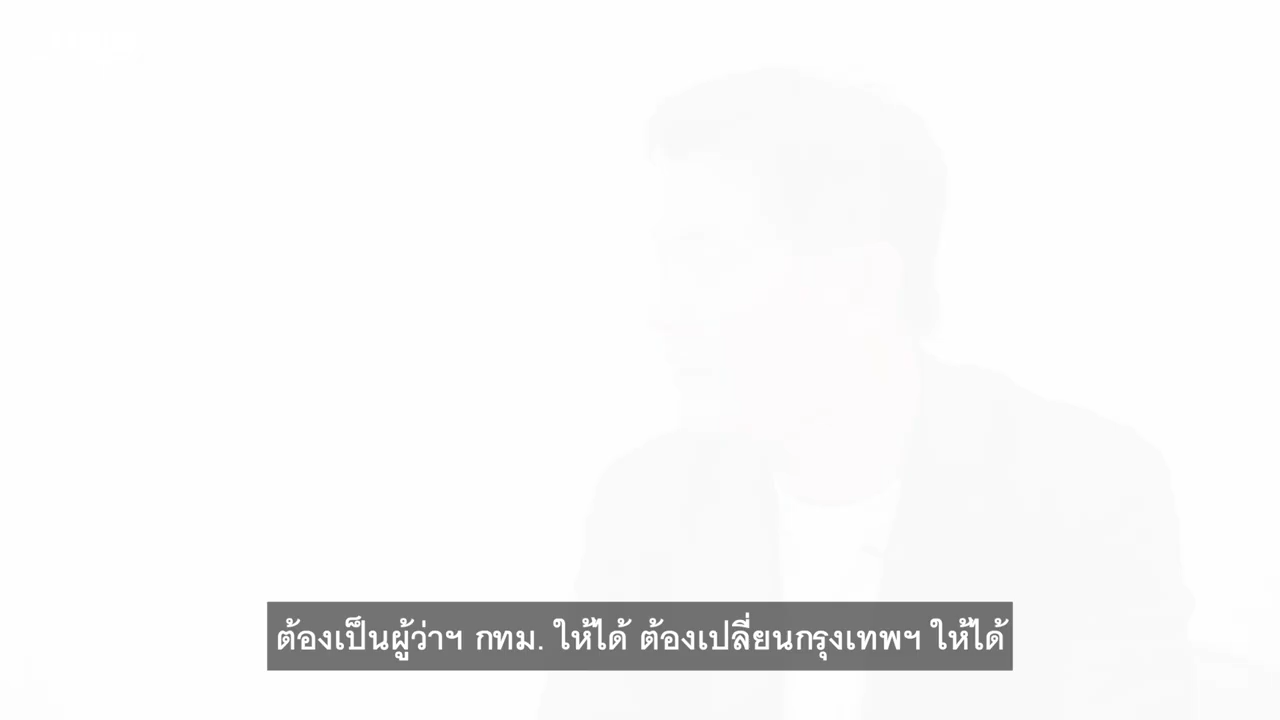 ต้องเป็นผู้ว่าฯ กทม. ให้ได้ ต้องเปลี่ยนกรุงเทพฯ ให้ได้